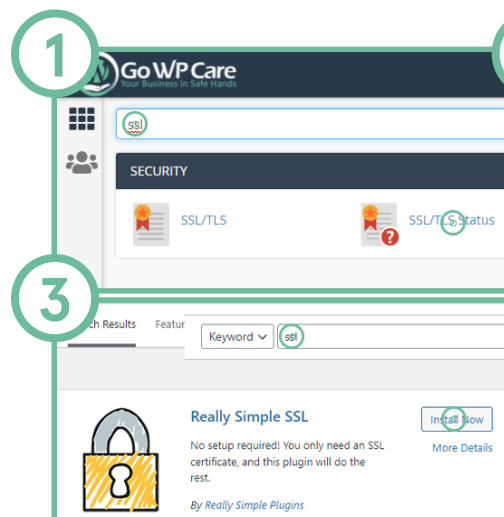 1
Go WP Care
Your Business In Safe Hands
ssl
SECURITY
SSL/TLS
SSL/TLS Status
3
ch Results Featur
Keyword
ssl
Really Simple SSL
Install Now
No setup required! You only need an SSL
certificate, and this plugin will do the
rest.
More Details
By Really Simple Plugins